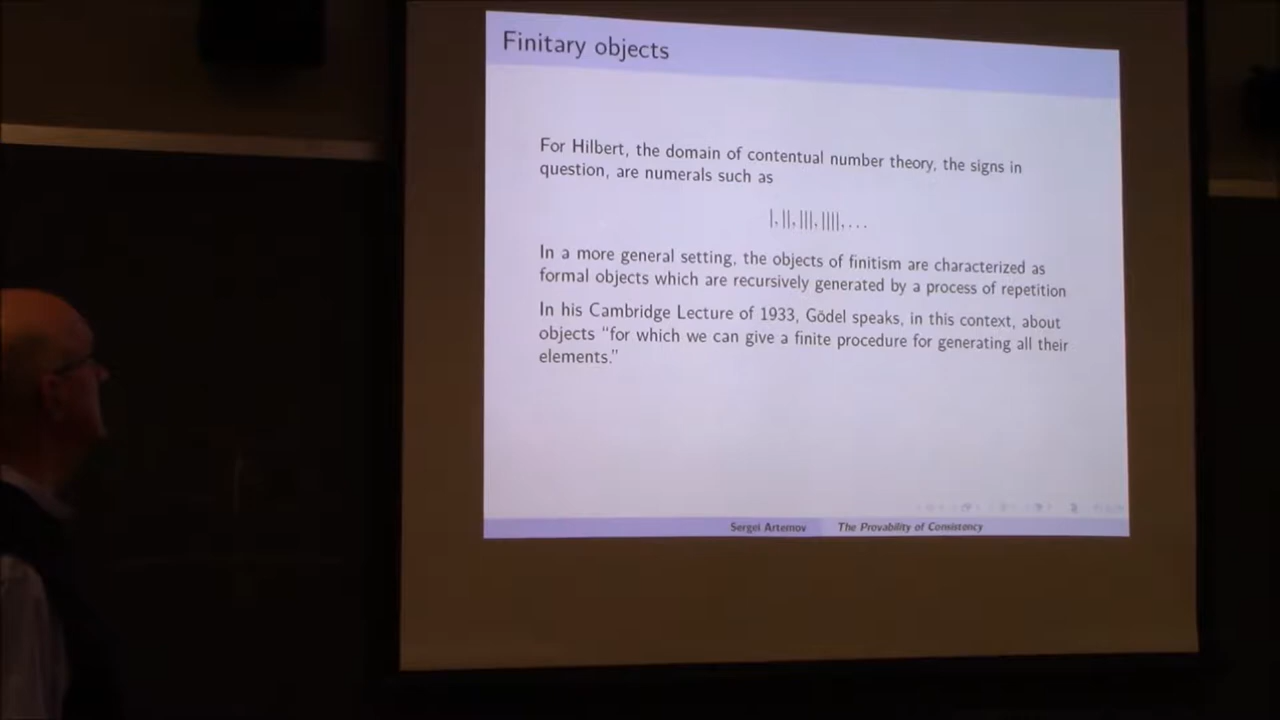 Finitary objects
For Hilbert, the domain of contentual number theory, the signs in
question, are numerals such as
|, ||, |||, ||||, . . .
In a more general setting, the objects of finitism are characterized as
formal objects which are recursively generated by a process of repetition
In his Cambridge Lecture of 1933, Gödel speaks, in this context, about
objects “for which we can give a finite procedure for generating all their
elements.”
Sergei Artemov The Provability of Consistency